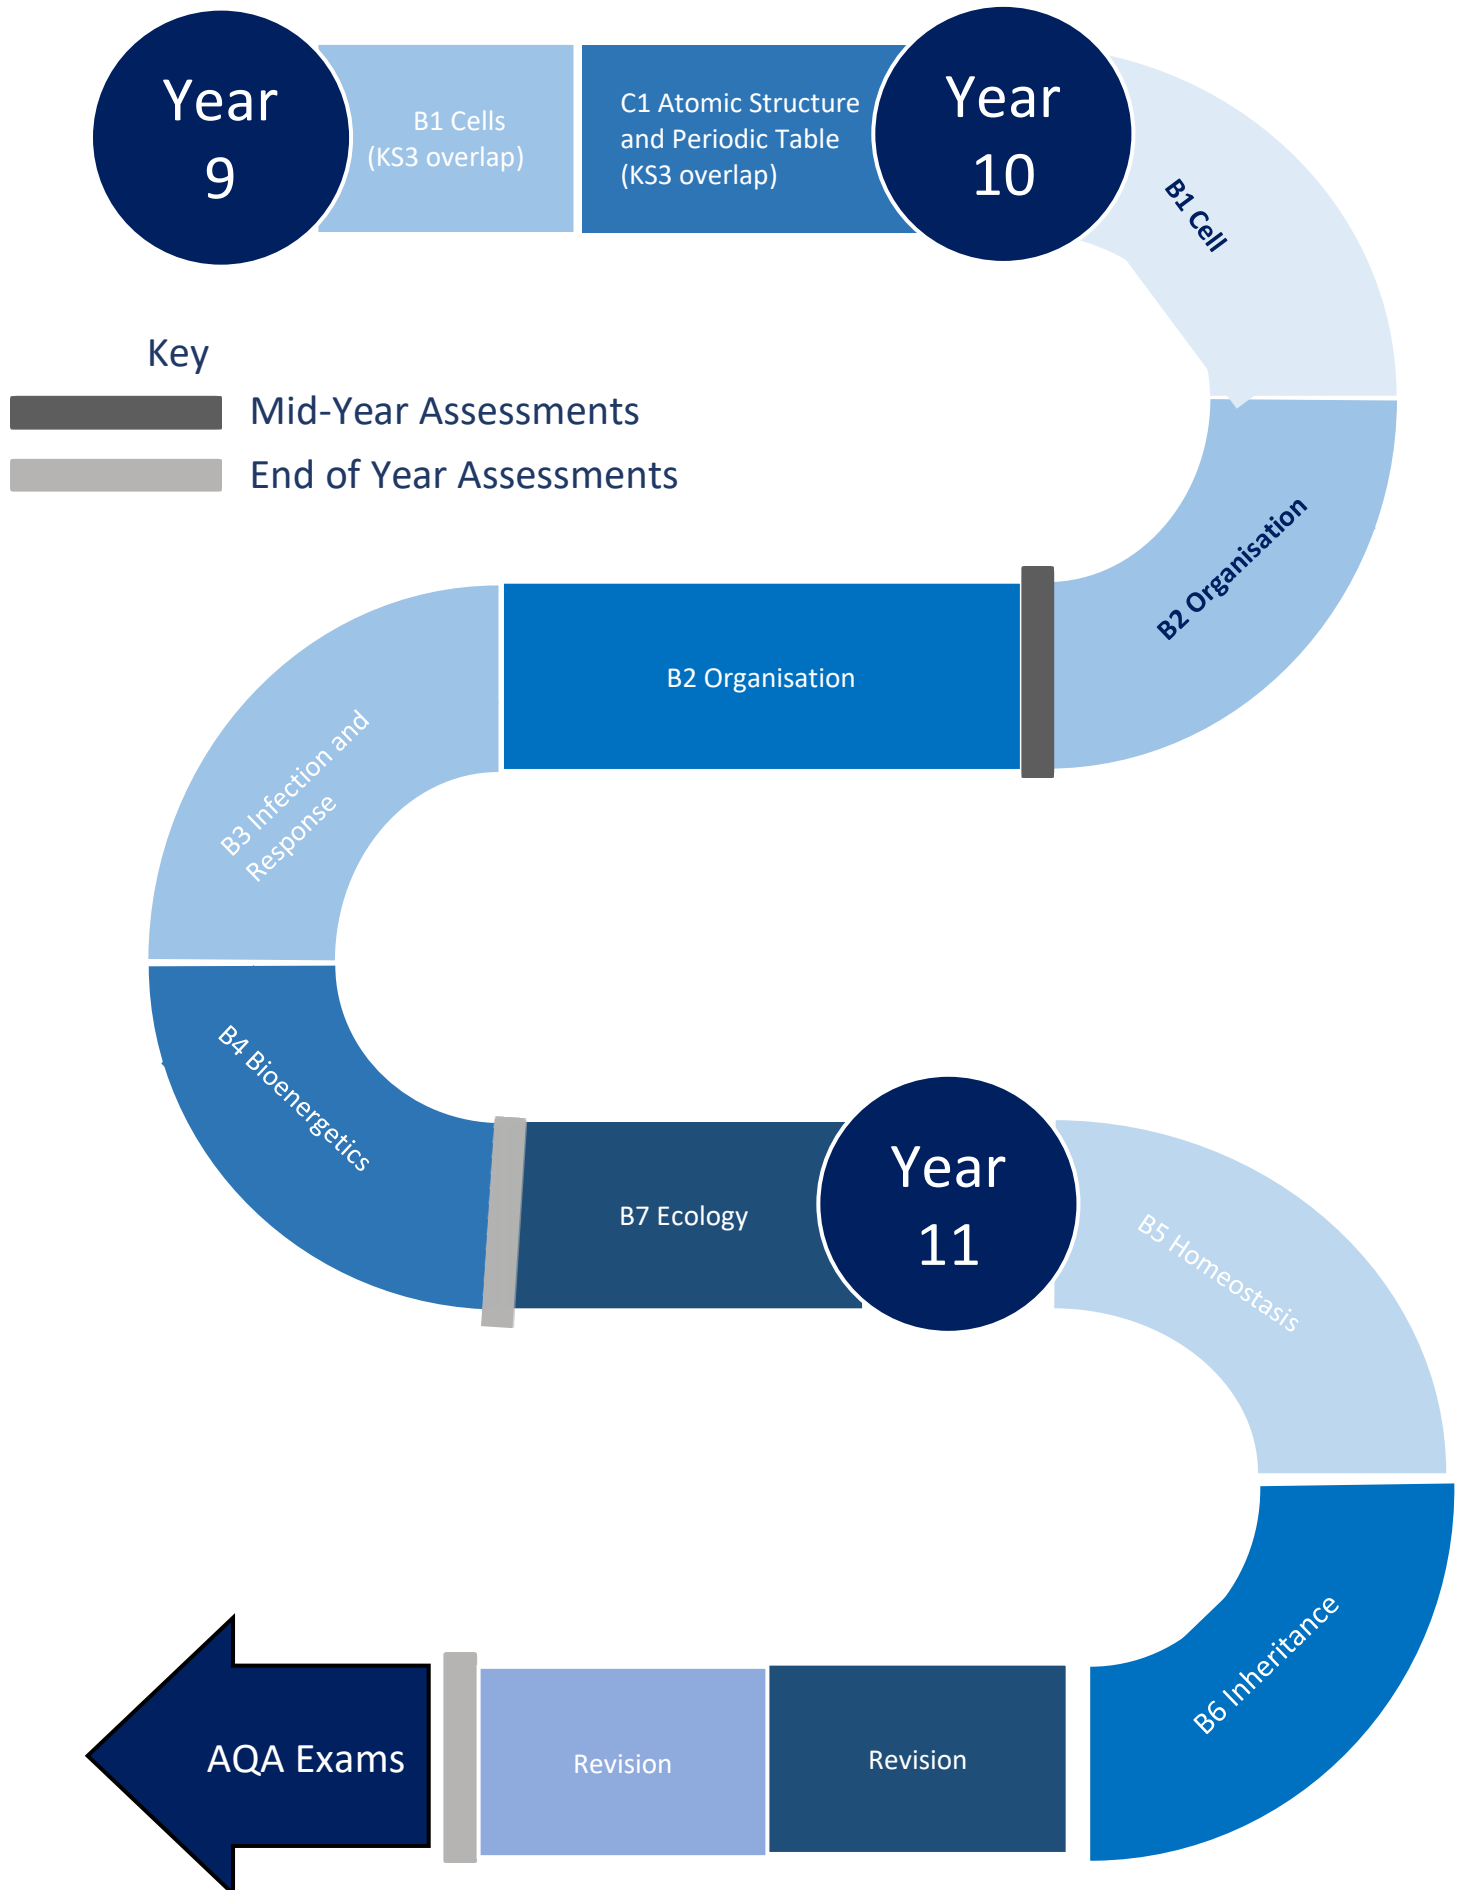 Year
9
B1 Cells
(KS3 overlap)
C1 Atomic Structure
and Periodic Table
(KS3 overlap)
Year
10
B1 Cell
Key
Mid-Year Assessments
End of Year Assessments
B2 Organisation
B2 Organisation
B3 Infection and
Response
B4 Bioenergetics
B7 Ecology
Year
11
B5 Homeostasis
B6 Inheritance
Revision
Revision
AQA Exams